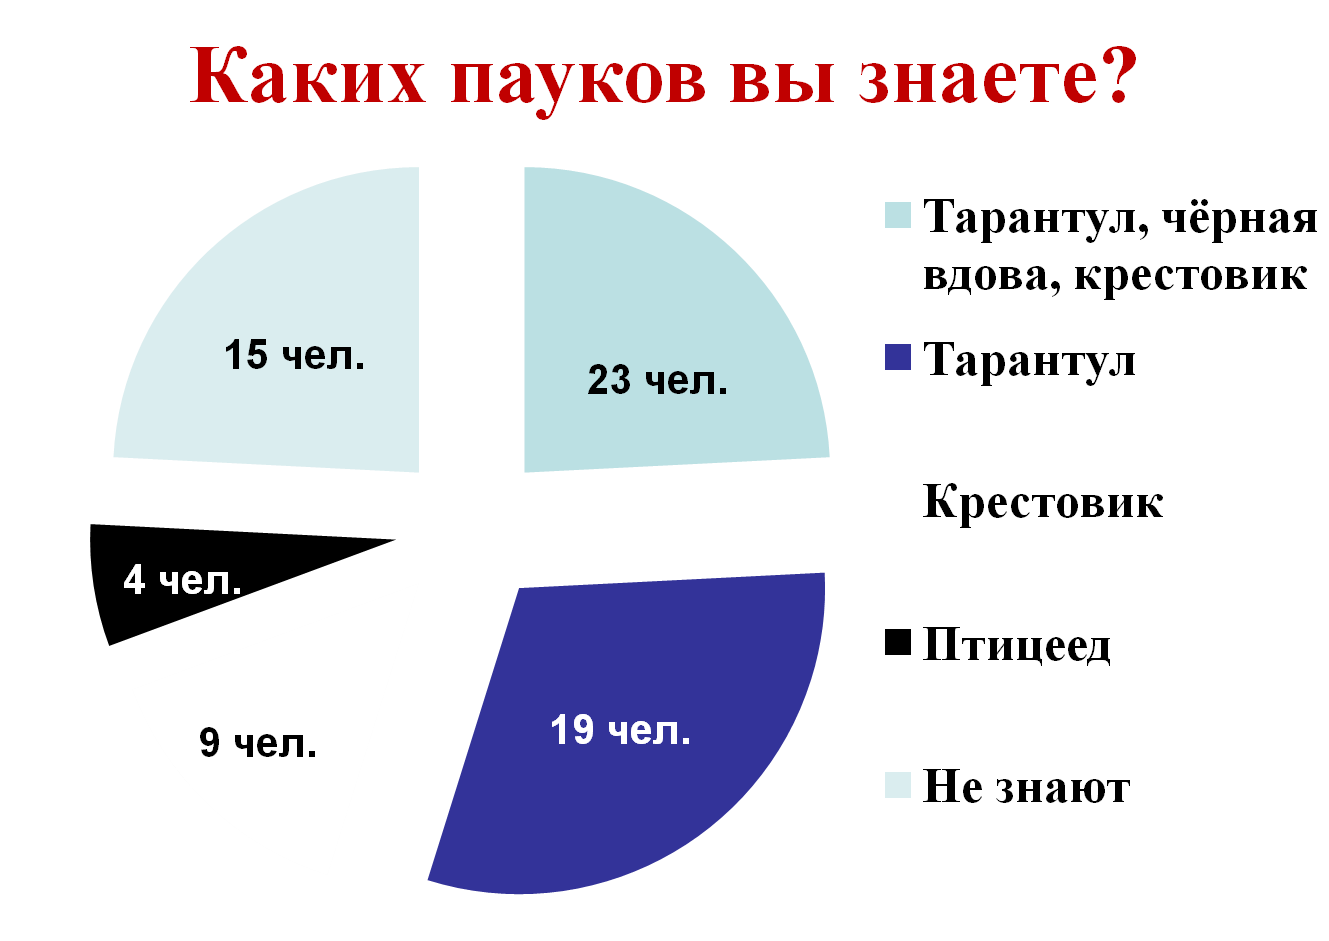 Каких пауков вы знаете?
15 чел.
23 чел.
4 чел.
19 чел.
9 чел.
Тарантул, чёрная
вдова, крестовик
Тарантул
Крестовик
Птицеед
Не знают